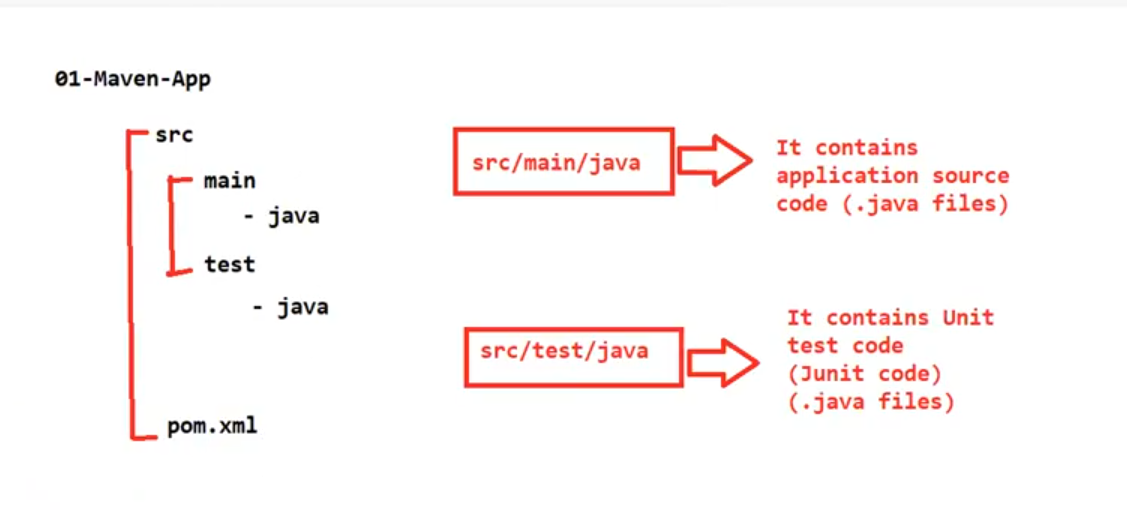 01-Maven-App
src
main
- java
test
- java
pom.xml
src/main/java
It contains
application source
code (.java files)
src/test/java
It contains Unit
test code
(Junit code)
(.java files)